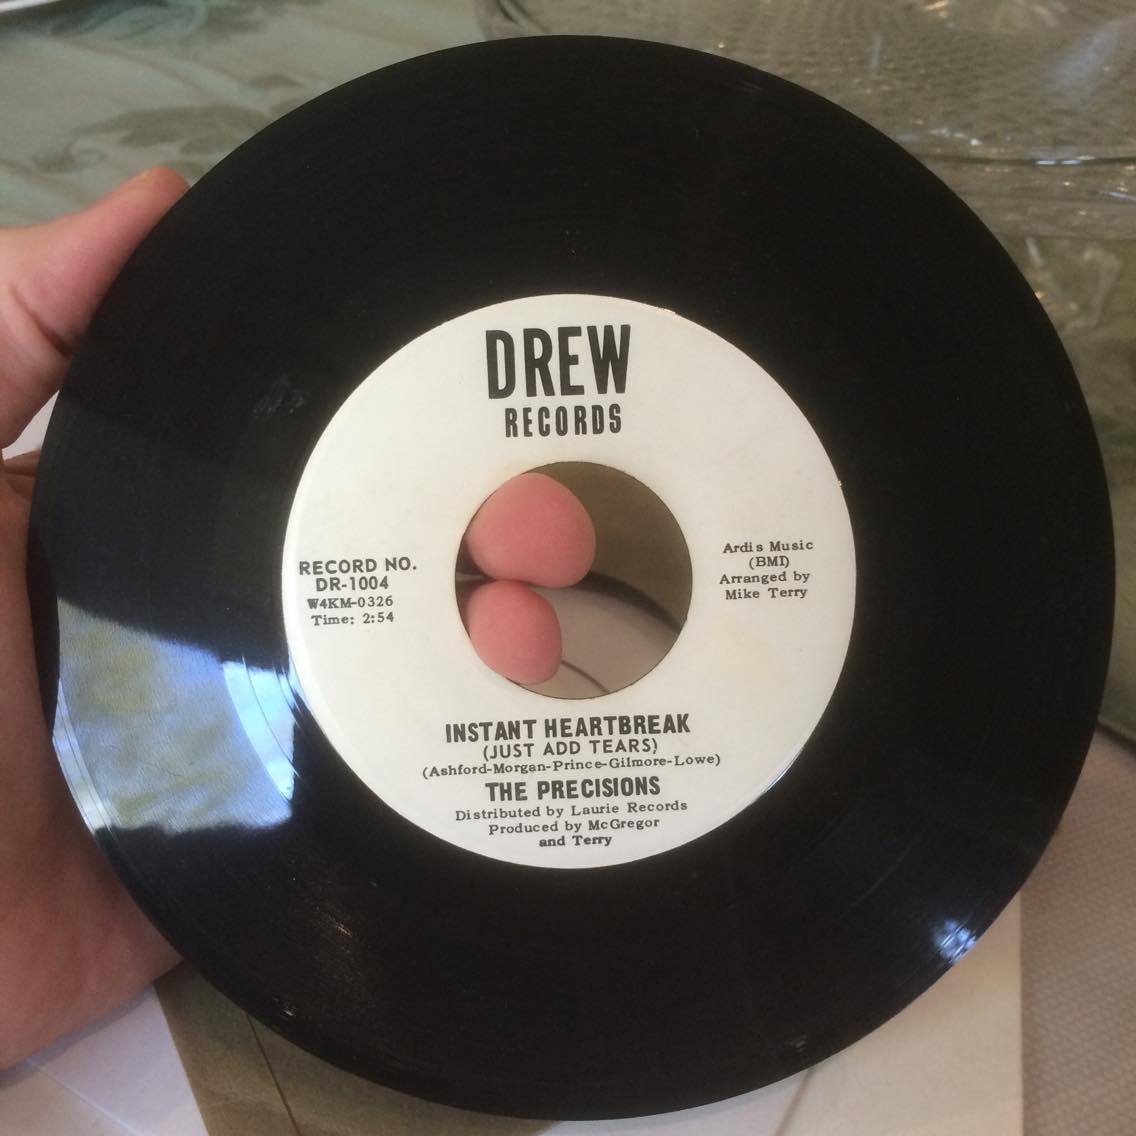 DREW
RECORDS
RECORD NO.
DR-1004
W4KM-0326
Time: 2:54
Ardis Music
(BMI)
Arranged by
Mike Terry
INSTANT HEARTBREAK
(JUST ADD TEARS)
(Ashford-Morgan-Prince-Gilmore-Lowe)
THE PRECISIONS
Distributed by Laurie Records
Produced by McGregor
and Terry